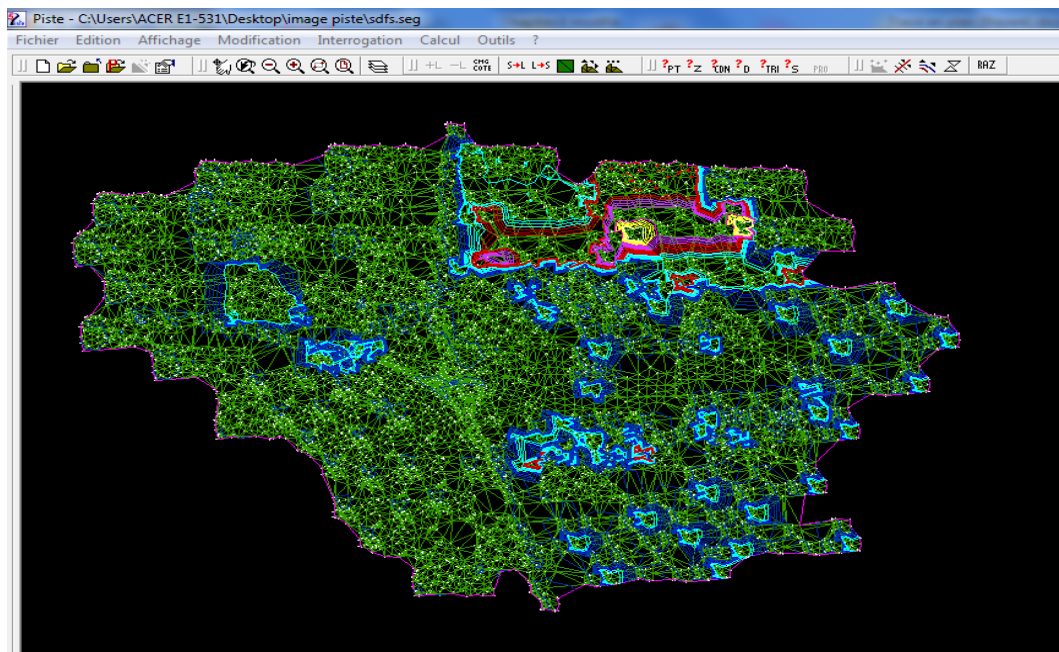 Piste - C:\Users\ACER E1-531\Desktop\image piste\sdfs.seg
Fichier Edition Affichage Modification Interrogation Calcul Outils ?
+L -L CMG COTE S→L L→S ?PT ?Z ?CDN ?D ?TRI ?S PRO RAZ